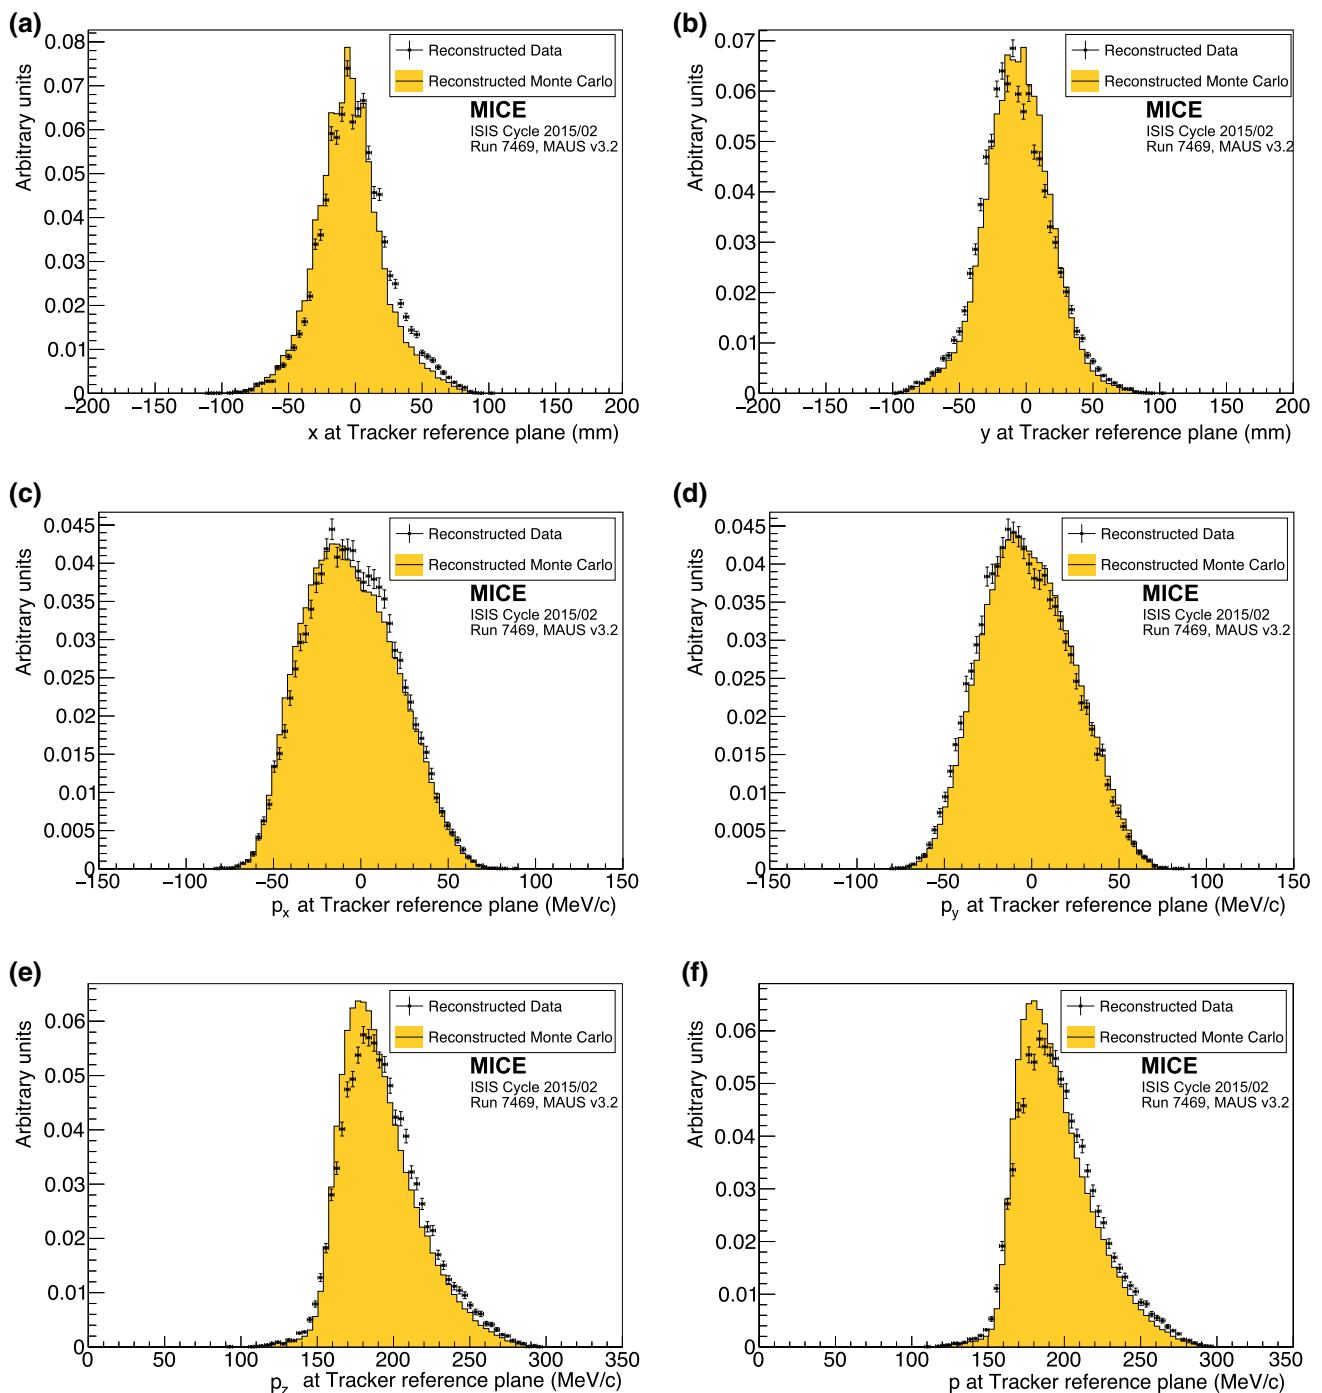 (a)
Arbitrary units
0.08
0.07
0.06
0.05
0.04
0.03
0.02
0.01
0
−200 −150 −100 −50 0 50 100 150 200
x at Tracker reference plane (mm)
Reconstructed Data
Reconstructed Monte Carlo
MICE
ISIS Cycle 2015/02
Run 7469, MAUS v3.2
(b)
Arbitrary units
0.07
0.06
0.05
0.04
0.03
0.02
0.01
0
−200 −150 −100 −50 0 50 100 150 200
y at Tracker reference plane (mm)
Reconstructed Data
Reconstructed Monte Carlo
MICE
ISIS Cycle 2015/02
Run 7469, MAUS v3.2
(c)
Arbitrary units
0.045
0.04
0.035
0.03
0.025
0.02
0.015
0.01
0.005
0
−150 −100 −50 0 50 100 150
px at Tracker reference plane (MeV/c)
Reconstructed Data
Reconstructed Monte Carlo
MICE
ISIS Cycle 2015/02
Run 7469, MAUS v3.2
(d)
Arbitrary units
0.045
0.04
0.035
0.03
0.025
0.02
0.015
0.01
0.005
0
−150 −100 −50 0 50 100 150
py at Tracker reference plane (MeV/c)
Reconstructed Data
Reconstructed Monte Carlo
MICE
ISIS Cycle 2015/02
Run 7469, MAUS v3.2
(e)
Arbitrary units
0.06
0.05
0.04
0.03
0.02
0.01
0
0 50 100 150 200 250 300 350
pz at Tracker reference plane (MeV/c)
Reconstructed Data
Reconstructed Monte Carlo
MICE
ISIS Cycle 2015/02
Run 7469, MAUS v3.2
(f)
Arbitrary units
0.06
0.05
0.04
0.03
0.02
0.01
0
0 50 100 150 200 250 300 350
p at Tracker reference plane (MeV/c)
Reconstructed Data
Reconstructed Monte Carlo
MICE
ISIS Cycle 2015/02
Run 7469, MAUS v3.2